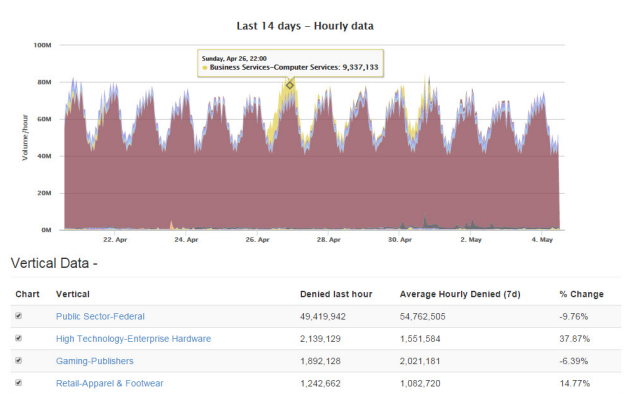 Last 14 days – Hourly data
100M
80M
60M
40M
20M
0M
Volume /hour
Sunday, Apr 26, 22:00
Business Services-Computer Services: 9,337,133
22. Apr 24. Apr 26. Apr 28. Apr 30. Apr 2. May 4. May
Vertical Data -
Chart Vertical Denied last hour Average Hourly Denied (7d) % Change
Public Sector-Federal 49,419,942 54,762,505 -9.76%
High Technology-Enterprise Hardware 2,139,129 1,551,584 37.87%
Gaming-Publishers 1,892,128 2,021,181 -6.39%
Retail-Apparel & Footwear 1,242,662 1,082,720 14.77%